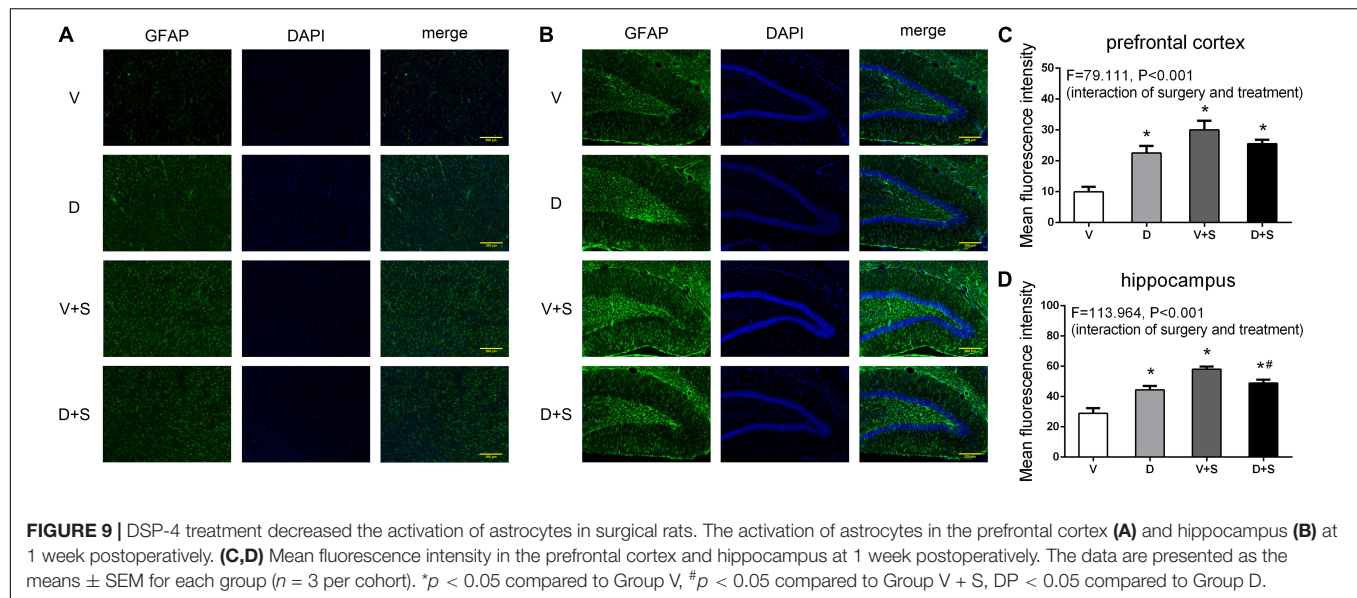 A
GFAP DAPI merge
V
D
V+S
D+S
B
GFAP DAPI merge
V
D
V+S
D+S
C
prefrontal cortex
F=79.111, P<0.001
(interaction of surgery and treatment)
Mean fluorescence intensity
50
40
30
20
10
0
* * *
V D V+S D+S
D
hippocampus
F=113.964, P<0.001
(interaction of surgery and treatment)
Mean fluorescence intensity
100
80
60
40
20
0
* * *#
V D V+S D+S
FIGURE 9 | DSP-4 treatment decreased the activation of astrocytes in surgical rats. The activation of astrocytes in the prefrontal cortex (A) and hippocampus (B) at
1 week postoperatively. (C,D) Mean fluorescence intensity in the prefrontal cortex and hippocampus at 1 week postoperatively. The data are presented as the
means ± SEM for each group (n = 3 per cohort). *p < 0.05 compared to Group V, #p < 0.05 compared to Group V + S, DP < 0.05 compared to Group D.